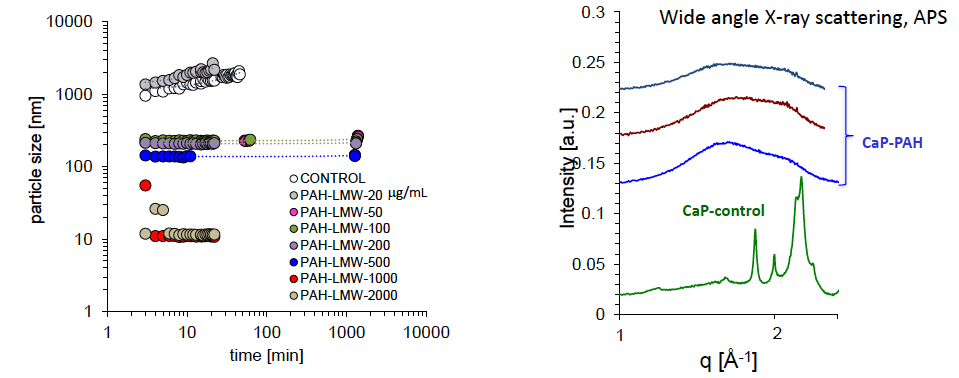 10000
1000
100
10
1
particle size [nm]
1
10
100
1000
10000
time [min]
CONTROL
PAH-LMW-20 µg/mL
PAH-LMW-50
PAH-LMW-100
PAH-LMW-200
PAH-LMW-500
PAH-LMW-1000
PAH-LMW-2000
Wide angle X-ray scattering, APS
0.3
0.25
0.2
0.15
0.1
0.05
0
Intensity [a.u.]
CaP-PAH
CaP-control
1
2
q [Å-1]